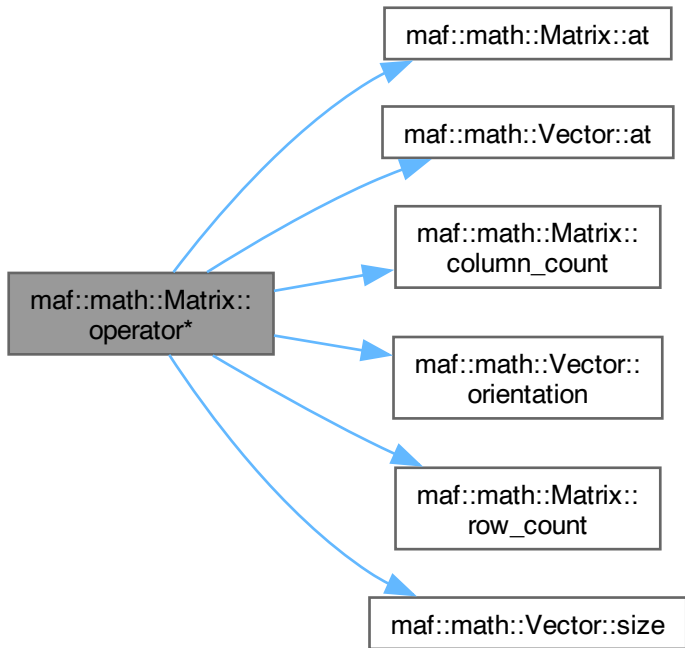 maf::math::Matrix::at
maf::math::Vector::at
maf::math::Matrix::
column_count
maf::math::Matrix::
operator*
maf::math::Vector::
orientation
maf::math::Matrix::
row_count
maf::math::Vector::size